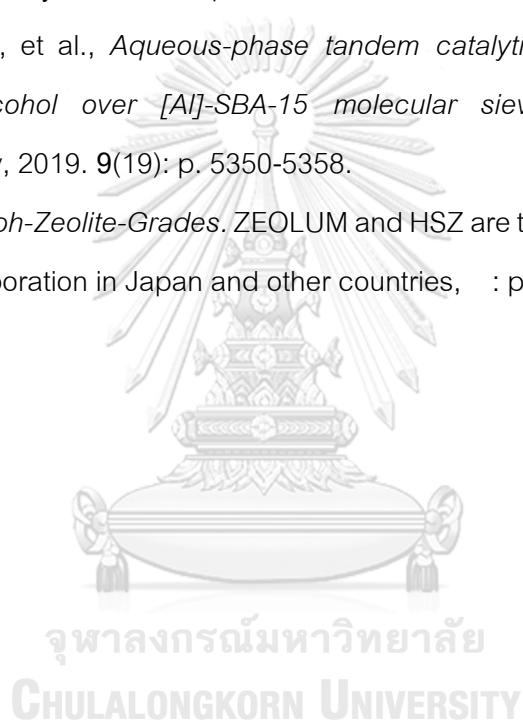 , et al., Aqueous-phase tandem catalyti
cohol over [Al]-SBA-15 molecular siev
y, 2019. 9(19): p. 5350-5358.
oh-Zeolite-Grades. ZEOLUM and HSZ are t
poration in Japan and other countries, : p
จุฬาลงกรณ์มหาวิทยาลัย
CHULALONGKORN UNIVERSITY